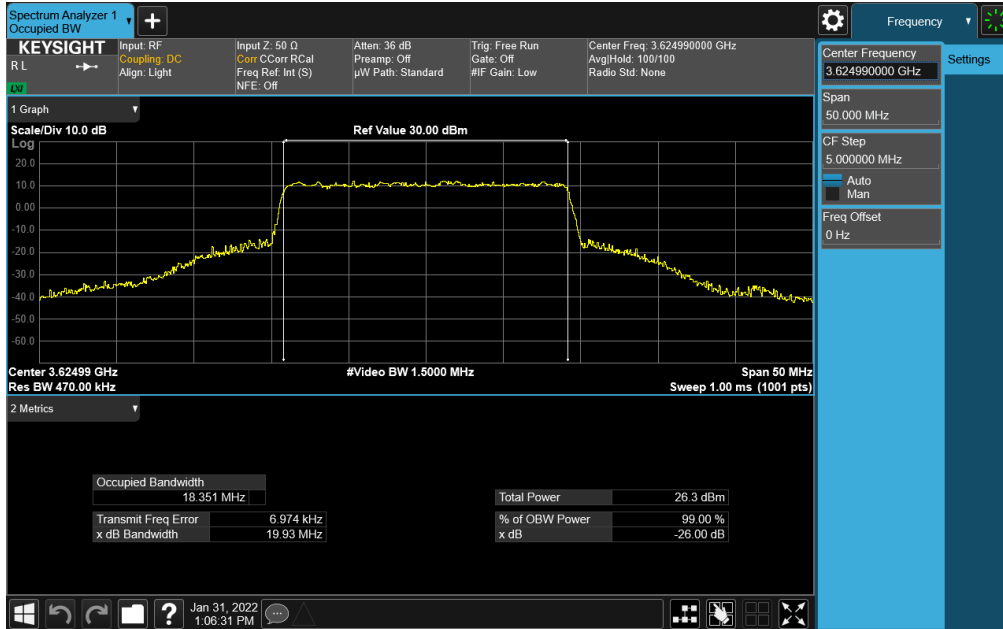 Spectrum Analyzer 1
Occupied BW
Frequency
KEYSIGHT
R L
LXI
Input: RF
Coupling: DC
Align: Light
Input Z: 50 Ω
Corr CCorr RCal
Freq Ref: Int (S)
NFE: Off
Atten: 36 dB
Preamp: Off
µW Path: Standard
Trig: Free Run
Gate: Off
#IF Gain: Low
Center Freq: 3.624990000 GHz
Avg|Hold: 100/100
Radio Std: None
Center Frequency
3.624990000 GHz
Settings
Span
50.000 MHz
CF Step
5.000000 MHz
Auto
Man
Freq Offset
0 Hz
1 Graph
Scale/Div 10.0 dB
Ref Value 30.00 dBm
Log
20.0
10.0
0.00
-10.0
-20.0
-30.0
-40.0
-50.0
-60.0
Center 3.62499 GHz
#Video BW 1.5000 MHz
Span 50 MHz
Res BW 470.00 kHz
Sweep 1.00 ms (1001 pts)
2 Metrics
Occupied Bandwidth
18.351 MHz
Total Power 26.3 dBm
Transmit Freq Error 6.974 kHz
% of OBW Power 99.00 %
x dB Bandwidth 19.93 MHz
x dB -26.00 dB
Jan 31, 2022
1:06:31 PM